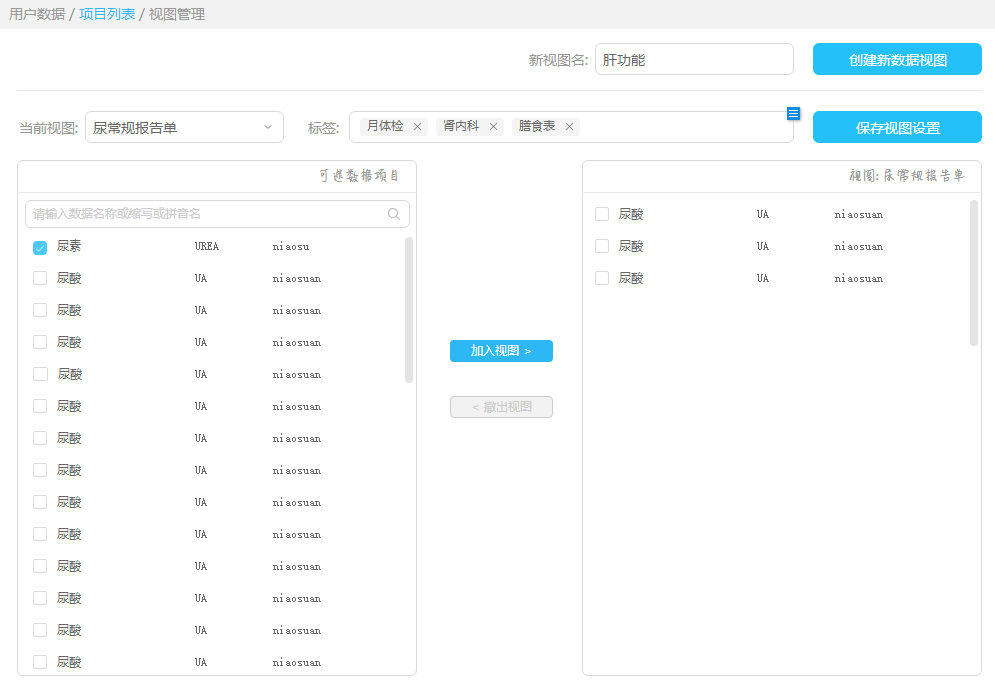 用户数据 / 项目列表 / 视图管理
新视图名: 肝功能 创建新数据视图
当前视图: 尿常规报告单 标签: 月体检 × 肾内科 × 膳食表 × 保存视图设置
可选数据项目
请输入数据名称或缩写或拼音名
尿素 UREA niaosu
尿酸 UA niaosuan
尿酸 UA niaosuan
尿酸 UA niaosuan
尿酸 UA niaosuan
尿酸 UA niaosuan
尿酸 UA niaosuan
尿酸 UA niaosuan
尿酸 UA niaosuan
尿酸 UA niaosuan
尿酸 UA niaosuan
尿酸 UA niaosuan
尿酸 UA niaosuan
尿酸 UA niaosuan
加入视图 >
< 撤出视图
视图: 尿常规报告单
尿酸 UA niaosuan
尿酸 UA niaosuan
尿酸 UA niaosuan